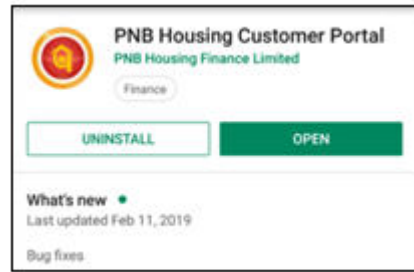 PNB Housing Customer Portal
PNB Housing Finance Limited
Finance
UNINSTALL
OPEN
What's new
Last updated Feb 11, 2019
Bug fixes